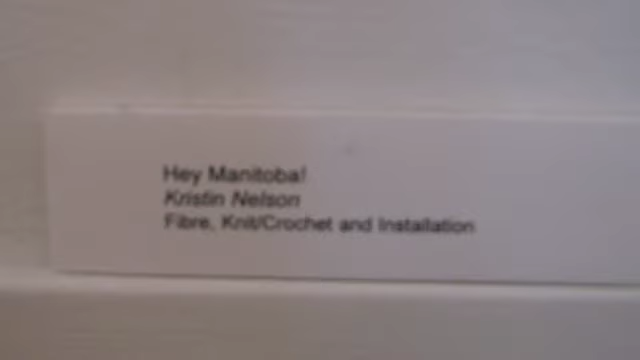 Hey Manitoba!
Kristin Nelson
Fibre, Knit/Crochet and Installation